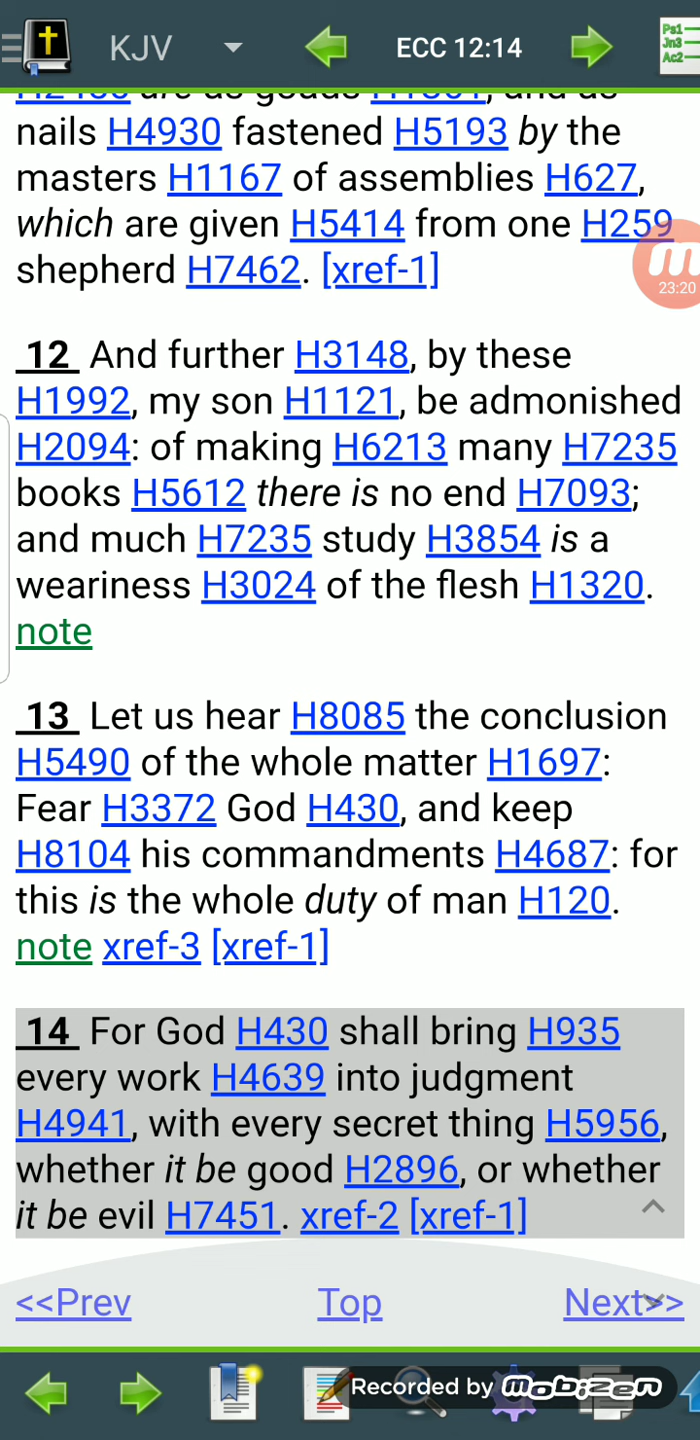 KJV
ECC 12:14
Ps1
Jn3
Ac2
are as goads and as
nails H4930 fastened H5193 by the
masters H1167 of assemblies H627,
which are given H5414 from one H259
shepherd H7462. [xref-1]
23:20
12 And further H3148, by these
H1992, my son H1121, be admonished
H2094: of making H6213 many H7235
books H5612 there is no end H7093;
and much H7235 study H3854 is a
weariness H3024 of the flesh H1320.
note
13 Let us hear H8085 the conclusion
H5490 of the whole matter H1697:
Fear H3372 God H430, and keep
H8104 his commandments H4687: for
this is the whole duty of man H120.
note xref-3 [xref-1]
14 For God H430 shall bring H935
every work H4639 into judgment
H4941, with every secret thing H5956,
whether it be good H2896, or whether
it be evil H7451. xref-2 [xref-1]
<<Prev Top Next>>
Recorded by mobizen